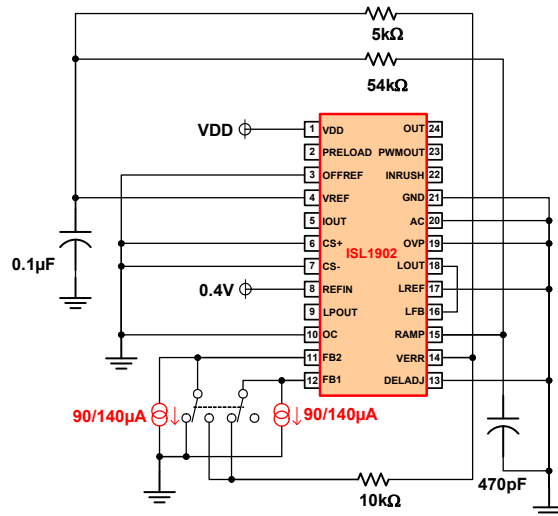 5kΩ
54kΩ
VDD
1 VDD OUT 24
2 PRELOAD PWMOUT 23
3 OFFREF INRUSH 22
4 VREF GND 21
5 IOUT AC 20
6 CS+ OVP 19
ISL1902
7 CS- LOUT 18
0.1µF
0.4V
8 REFIN LREF 17
9 LPOUT LFB 16
10 OC RAMP 15
11 FB2 VERR 14
12 FB1 DELADJ 13
90/140µA
90/140µA
10kΩ
470pF